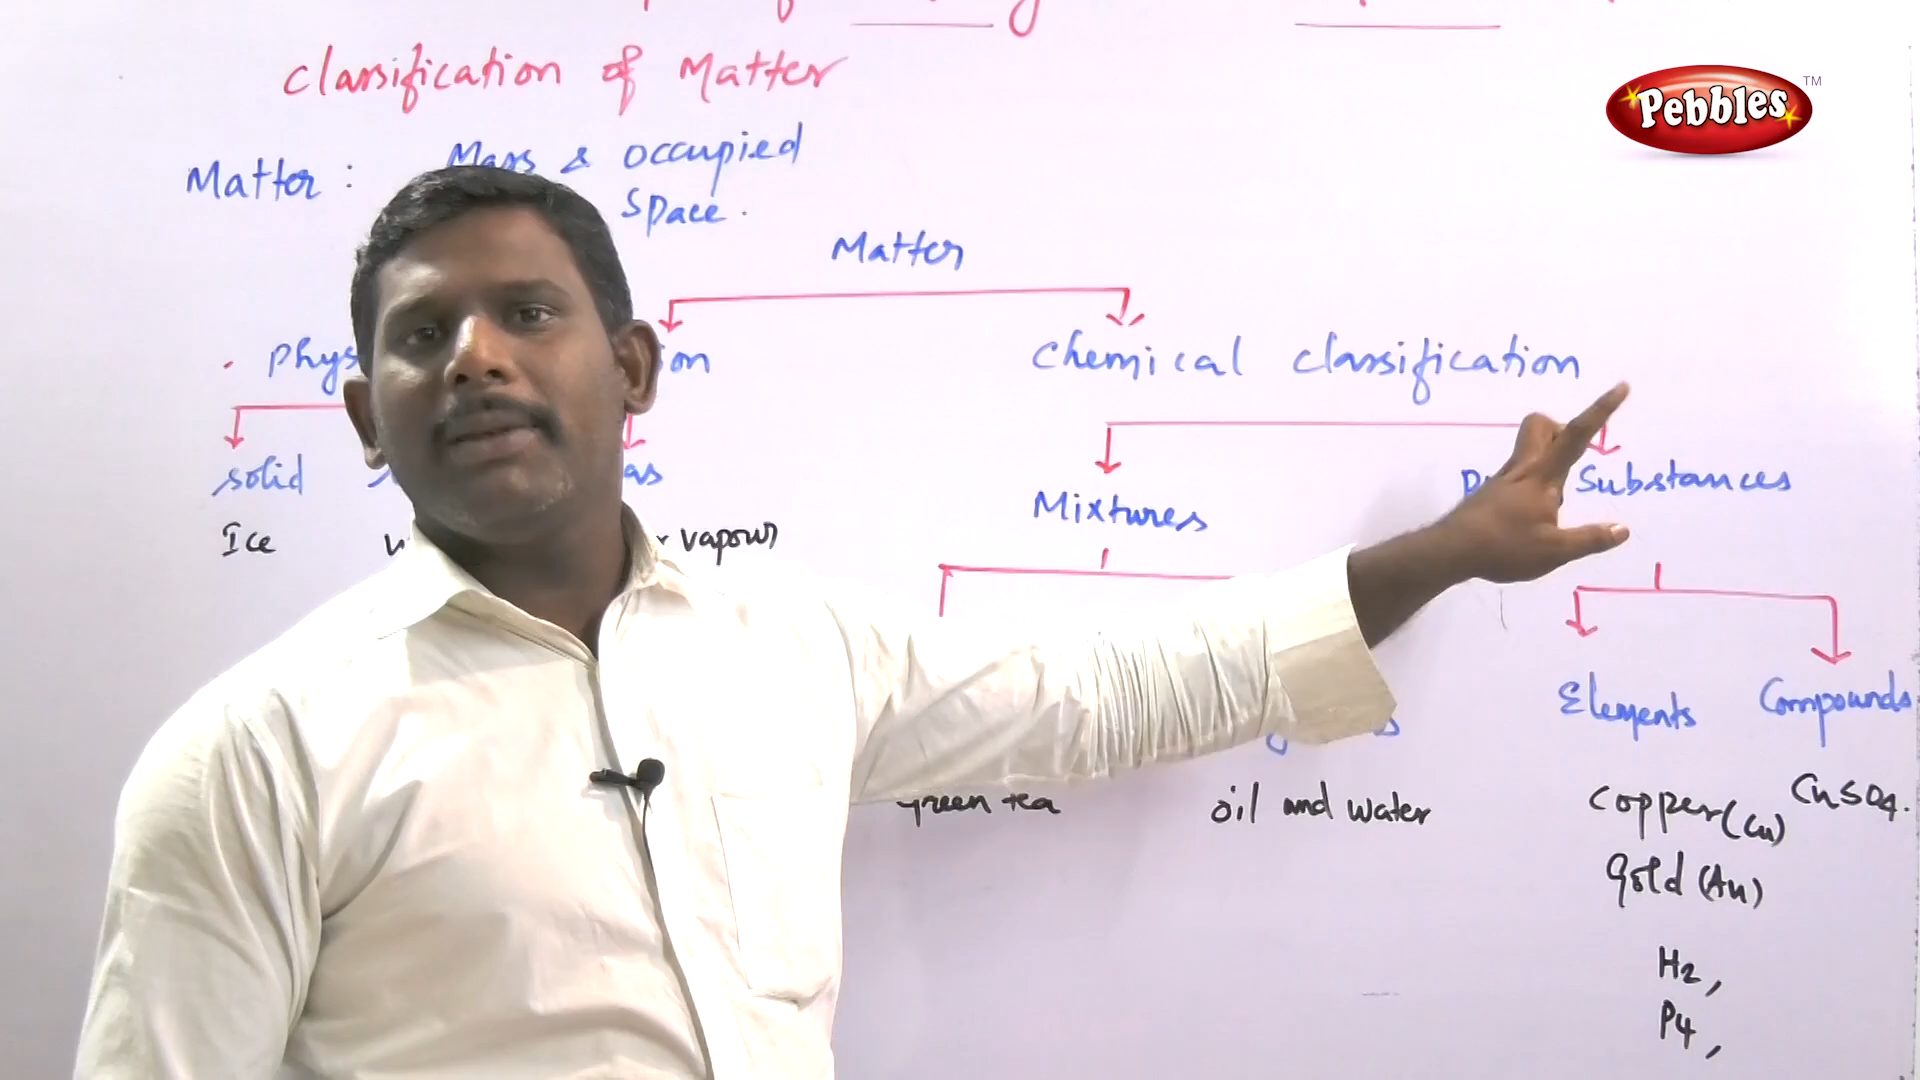 Classification of Matter
Pebbles TM
Matter : Mass & occupied
Space.
Matter
Chemical classification
solid
Substances
Mixtures
Ice
vapour
Elements Compounds
green tea
oil and water
Copper (Cu)
CuSO4.
Gold (Au)
H2,
P4,